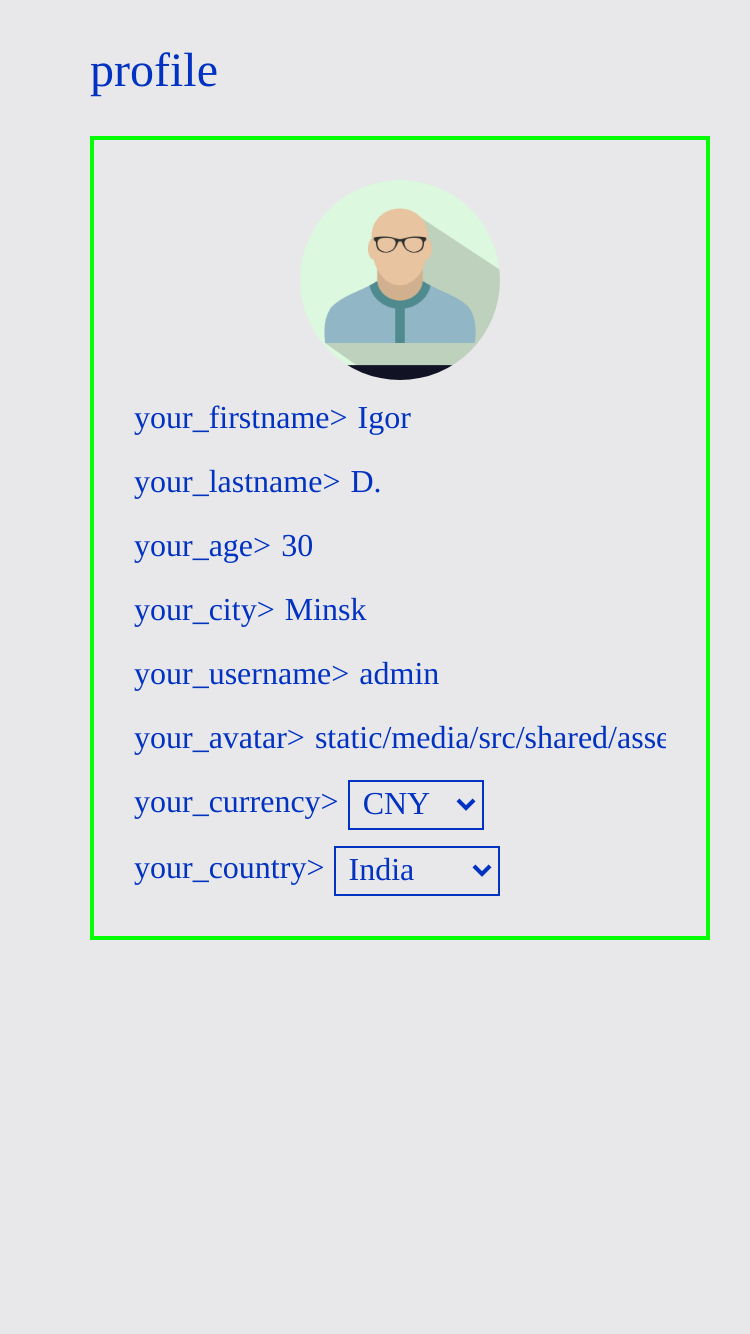 profile
your_firstname> Igor
your_lastname> D.
your_age> 30
your_city> Minsk
your_username> admin
your_avatar> static/media/src/shared/asse
your_currency> CNY
your_country> India